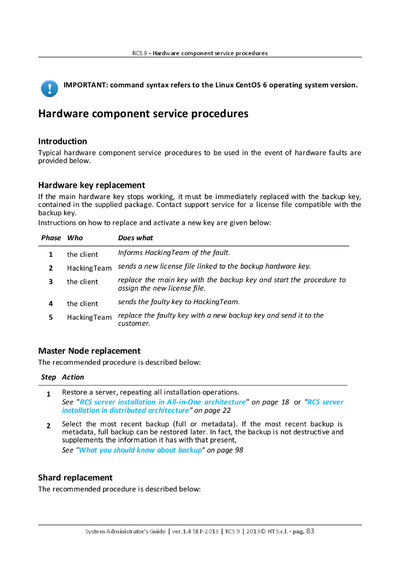 RCS 9 - Hardware component service procedures
IMPORTANT: command syntax refers to the Linux CentOS 6 operating system version.
Hardware component service procedures
Introduction
Typical hardware component service procedures to be used in the event of hardware faults are
provided below.
Hardware key replacement
If the main hardware key stops working, it must be immediately replaced with the backup key,
contained in the supplied package. Contact support service for a license file compatible with the
backup key.
Instructions on how to replace and activate a new key are given below:
Phase Who Does what
1 the client Informs HackingTeam of the fault.
2 HackingTeam sends a new license file linked to the backup hardware key.
3 the client replace the main key with the backup key and start the procedure to
assign the new license file.
4 the client sends the faulty key to HackingTeam.
5 HackingTeam replace the faulty key with a new backup key and send it to the
customer.
Master Node replacement
The recommended procedure is described below:
Step Action
1 Restore a server, repeating all installation operations.
See "RCS server installation in All-in-One architecture" on page 18 or "RCS server
installation in distributed architecture" on page 22
2 Select the most recent backup (full or metadata). If the most recent backup is
metadata, full backup can be restored later. In fact, the backup is not destructive and
supplements the information it has with that present,
See "What you should know about backup" on page 98
Shard replacement
The recommended procedure is described below:
System Administrator's Guide | ver.1.4 SEP-2013 | RCS 9 | 2013© HT S.r.l. - pag. 83